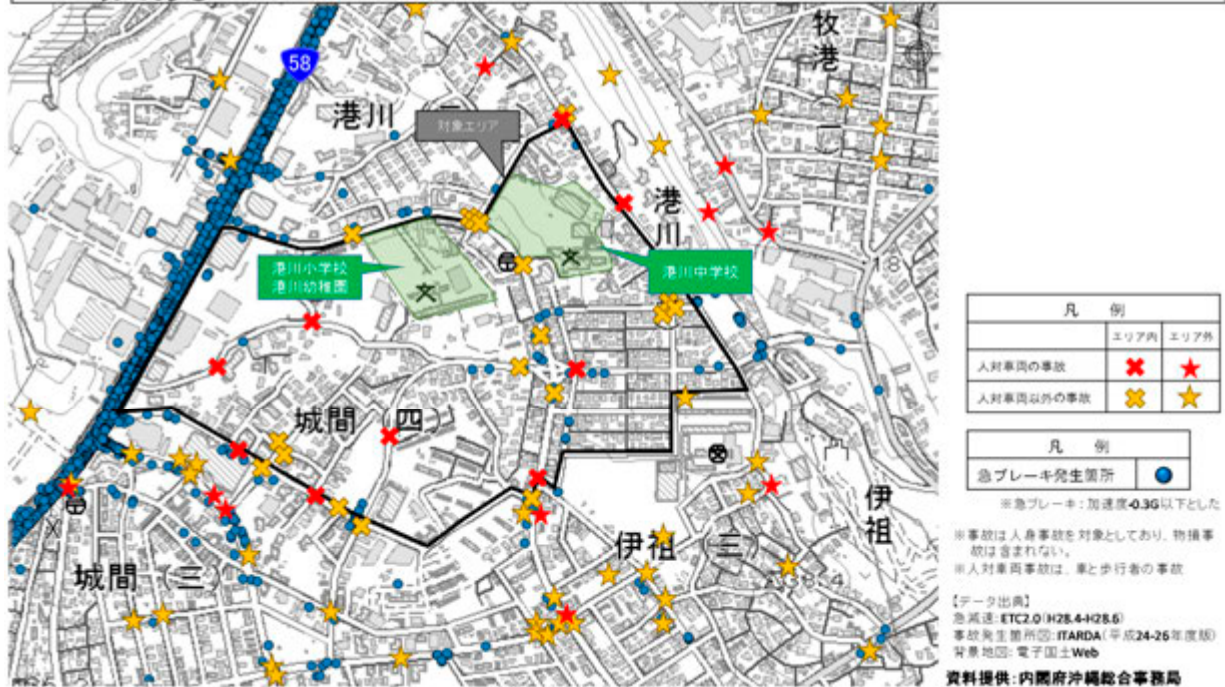 58
牧港
港川
対象エリア
港川
港川小学校
港川幼稚園
港川中学校
城間 四
伊祖 三
伊祖
城間 三
凡 例
エリア内 エリア外
人対車両の事故
人対車両以外の事故
凡 例
急ブレーキ発生箇所
※急ブレーキ:加速度-0.3G以下とした
※事故は人身事故を対象としており、物損事
故は含まれない。
※人対車両事故は、車と歩行者の事故
【データ出典】
急減速:ETC2.0(H28.4-H28.6)
事故発生箇所図:ITARDA(平成24-26年度版)
背景地図:電子国土Web
資料提供:内閣府沖縄総合事務局